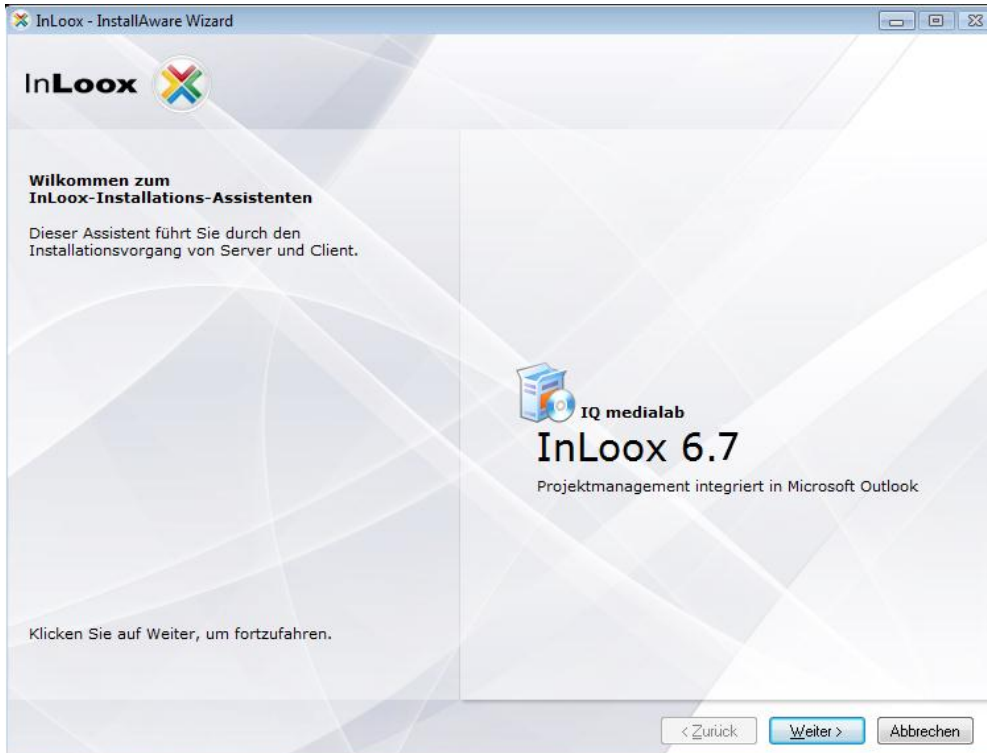 InLoox - InstallAware Wizard
InLoox
Wilkommen zum
InLoox-Installations-Assistenten
Dieser Assistent führt Sie durch den
Installationsvorgang von Server und Client.
IQ medialab
InLoox 6.7
Projektmanagement integriert in Microsoft Outlook
Klicken Sie auf Weiter, um fortzufahren.
< Zurück Weiter > Abbrechen